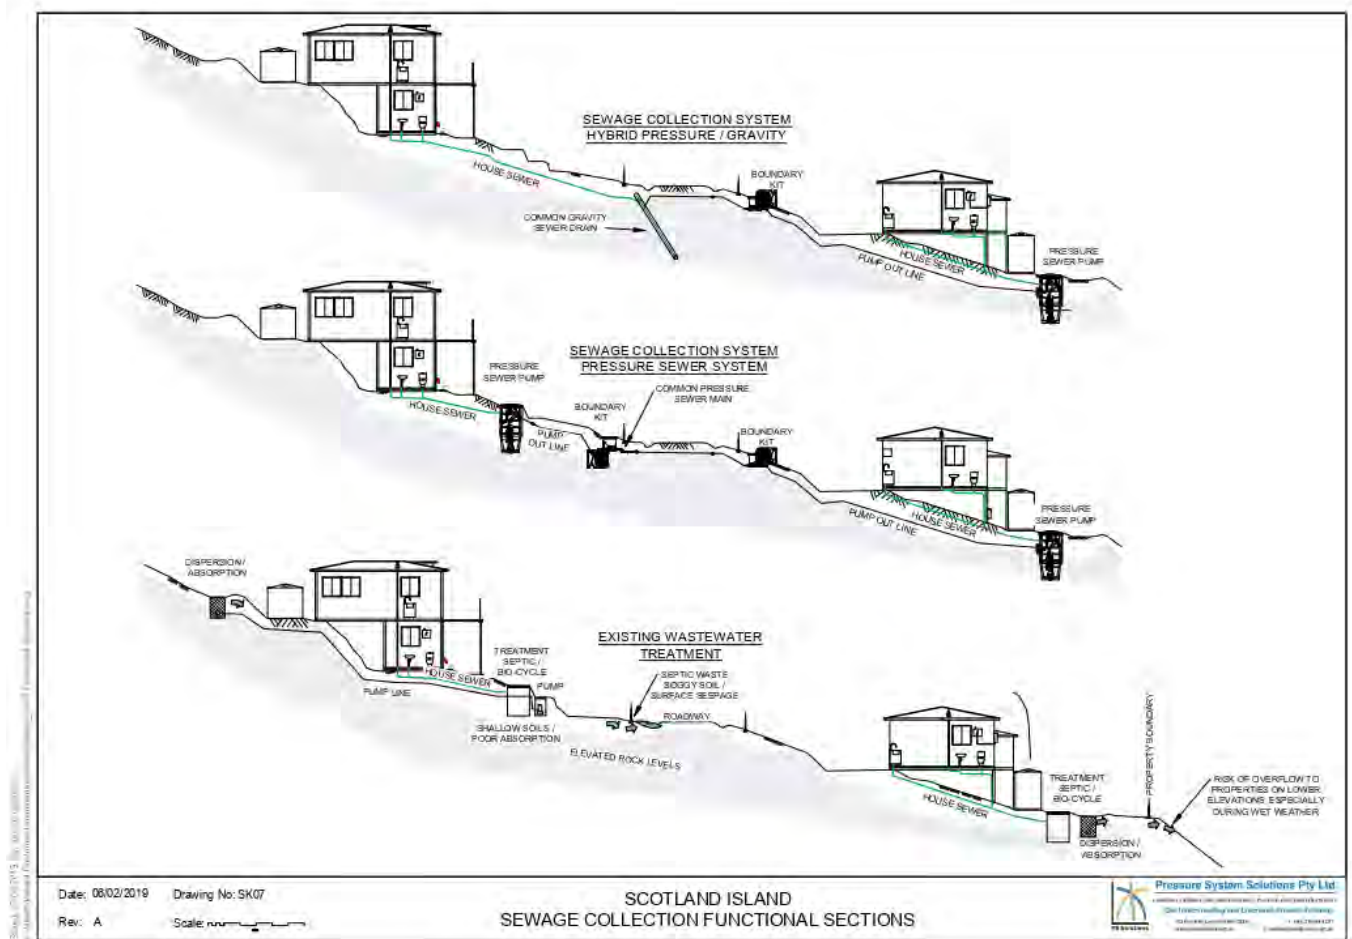 SEWAGE COLLECTION SYSTEM
HYBRID PRESSURE / GRAVITY
HOUSE SEWER
BOUNDARY
KIT
COMMON GRAVITY
SEWER DRAIN
HOUSE SEWER
PUMP OUT LINE
PRESSURE
SEWER PUMP
SEWAGE COLLECTION SYSTEM
PRESSURE SEWER SYSTEM
PRESSURE
SEWER PUMP
COMMON PRESSURE
SEWER MAIN
HOUSE SEWER
BOUNDARY
KIT
PUMP
OUT LINE
BOUNDARY
KIT
HOUSE SEWER
PUMP OUT LINE
PRESSURE
SEWER PUMP
DISPERSION /
ABSORPTION
EXISTING WASTEWATER
TREATMENT
TREATMENT
SEPTIC /
BIO-CYCLE
HOUSE SEWER
PUMP
PUMP LINE
SEPTIC WASTE
BOGGY SOIL /
SURFACE SEEPAGE
ROADWAY
SHALLOW SOILS /
POOR ABSORPTION
ELEVATED ROCK LEVELS
HOUSE SEWER
TREATMENT
SEPTIC /
BIO-CYCLE
PROPERTY BOUNDARY
RISK OF OVERFLOW TO
PROPERTIES ON LOWER
ELEVATIONS ESPECIALLY
DURING WET WEATHER
DISPERSION /
ABSORPTION
Date: 06/02/2019 Drawing No: SK07
Rev: A Scale:
SCOTLAND ISLAND
SEWAGE COLLECTION FUNCTIONAL SECTIONS
Pressure System Solutions Pty Ltd